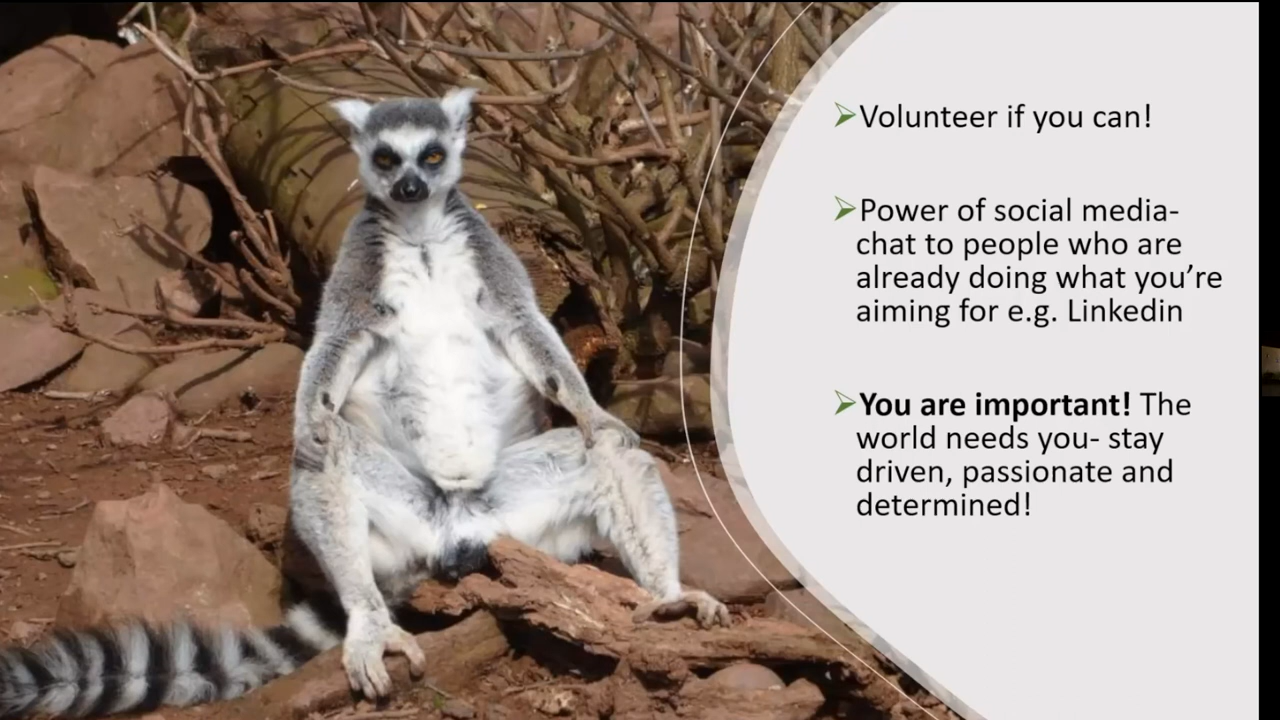 Volunteer if you can!
Power of social media-
chat to people who are
already doing what you’re
aiming for e.g. Linkedin
You are important! The
world needs you- stay
driven, passionate and
determined!